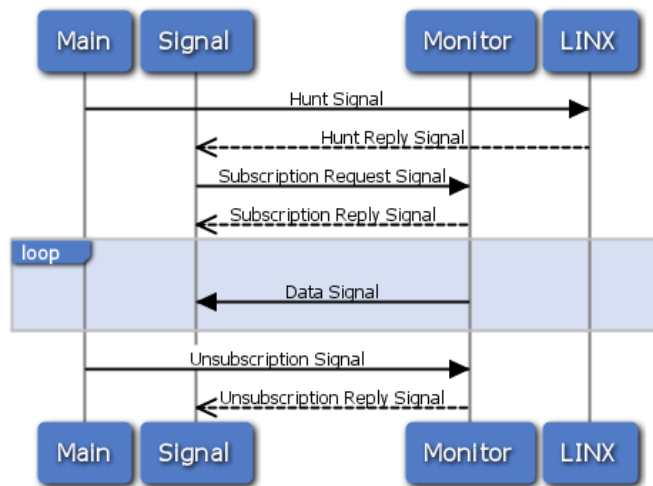 Main
Signal
Monitor
LINX
Hunt Signal
Hunt Reply Signal
Subscription Request Signal
Subscription Reply Signal
loop
Data Signal
Unsubscription Signal
Unsubscription Reply Signal
Main
Signal
Monitor
LINX